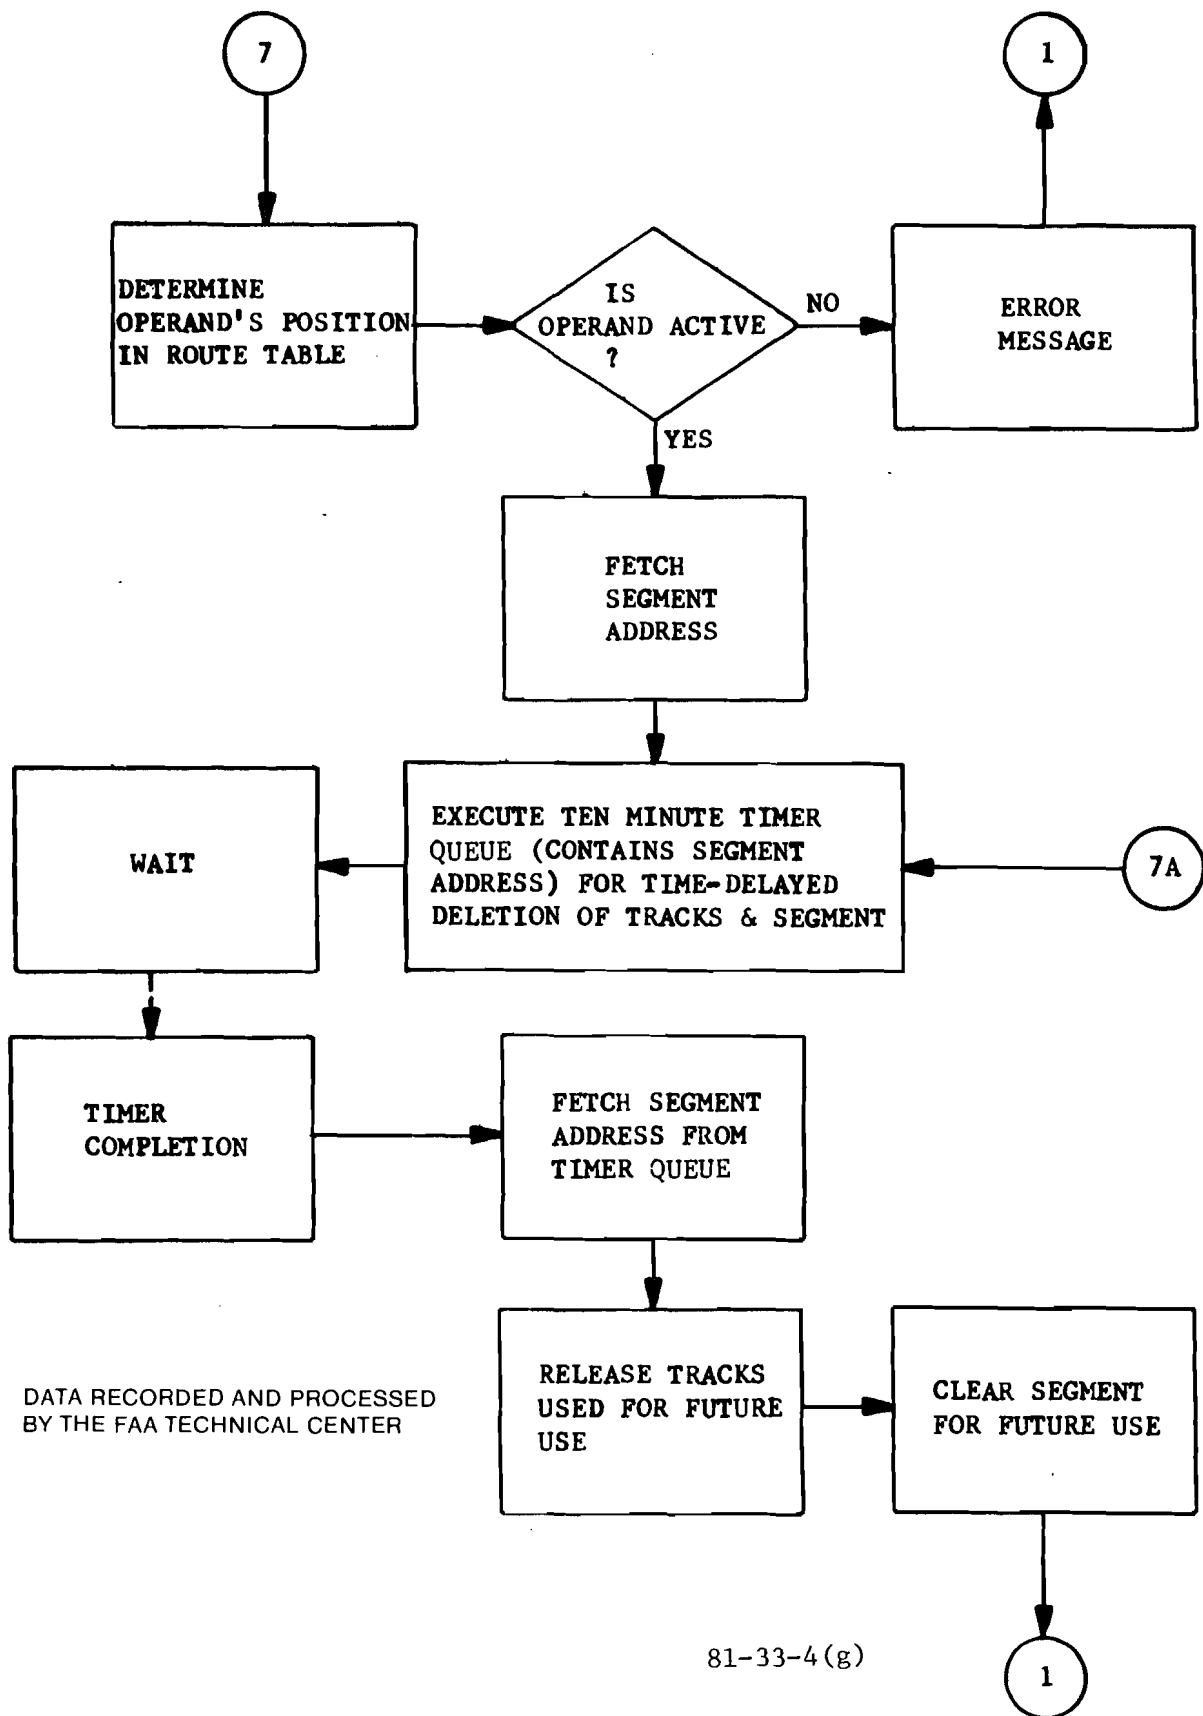 7
1
DETERMINE
OPERAND'S POSITION
IN ROUTE TABLE
IS
OPERAND ACTIVE
?
NO
ERROR
MESSAGE
YES
FETCH
SEGMENT
ADDRESS
WAIT
EXECUTE TEN MINUTE TIMER
QUEUE (CONTAINS SEGMENT
ADDRESS) FOR TIME-DELAYED
DELETION OF TRACKS & SEGMENT
7A
TIMER
COMPLETION
FETCH SEGMENT
ADDRESS FROM
TIMER QUEUE
RELEASE TRACKS
USED FOR FUTURE
USE
CLEAR SEGMENT
FOR FUTURE USE
DATA RECORDED AND PROCESSED
BY THE FAA TECHNICAL CENTER
81-33-4(g)
1